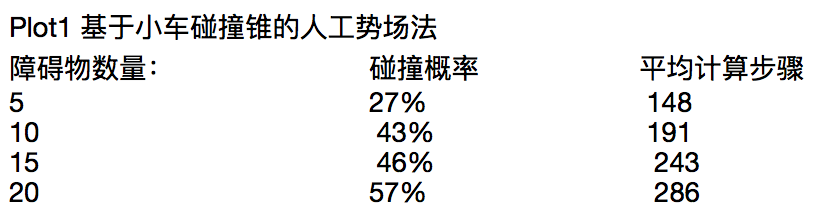 Plot1 基于小车碰撞锥的人工势场法
障碍物数量： 碰撞概率 平均计算步骤
5 27% 148
10 43% 191
15 46% 243
20 57% 286